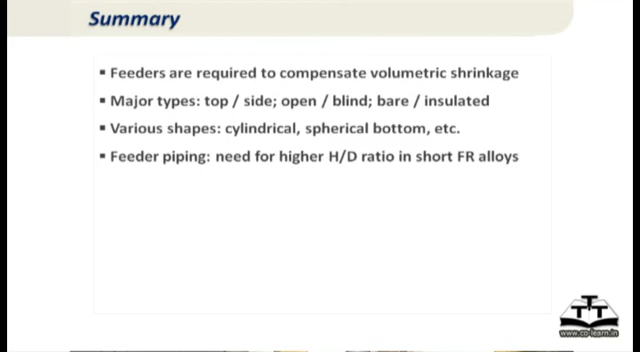 Summary
▪ Feeders are required to compensate volumetric shrinkage
▪ Major types: top / side; open / blind; bare / insulated
▪ Various shapes: cylindrical, spherical bottom, etc.
▪ Feeder piping: need for higher H/D ratio in short FR alloys
TTT
www.co-learn.in